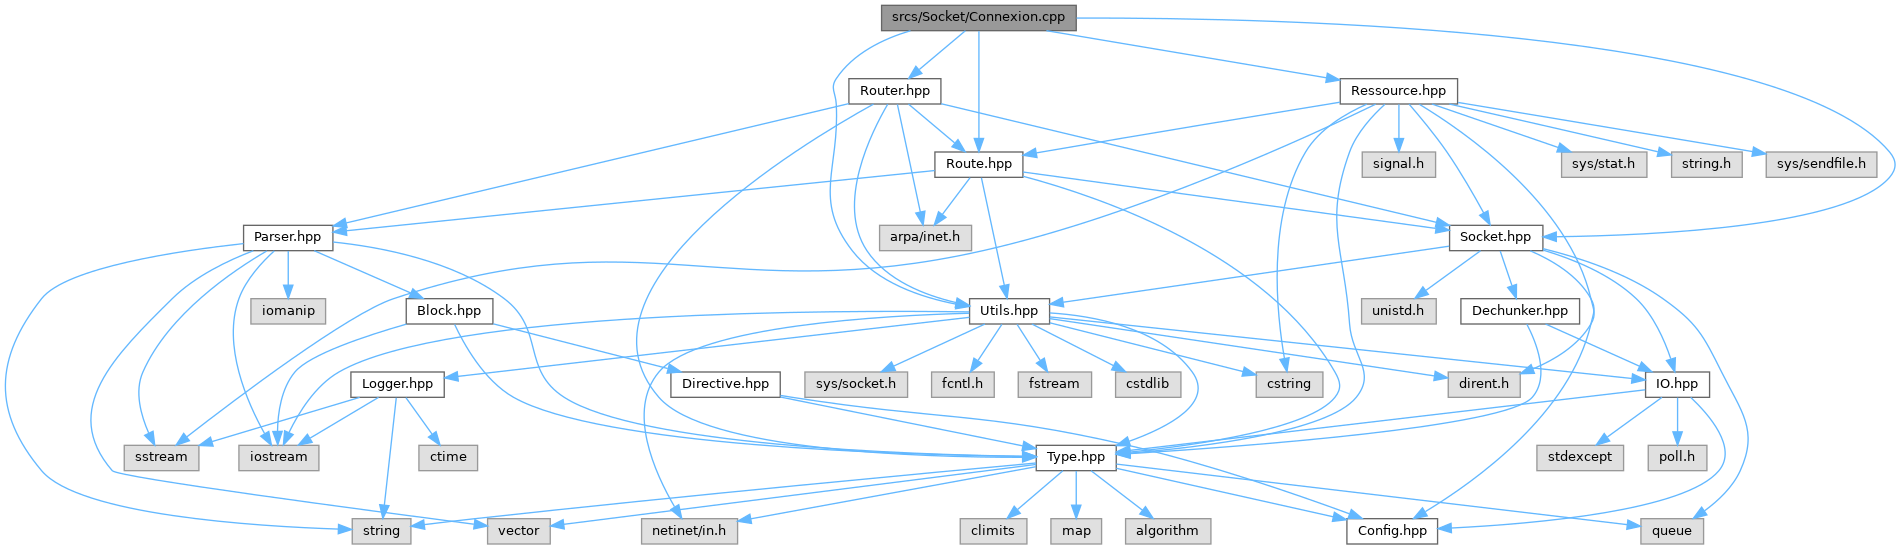 srcs/Socket/Connexion.cpp
Router.hpp
Ressource.hpp
Route.hpp
signal.h
sys/stat.h
string.h
sys/sendfile.h
Parser.hpp
arpa/inet.h
Socket.hpp
iomanip
Block.hpp
Utils.hpp
unistd.h
Dechunker.hpp
Logger.hpp
Directive.hpp
sys/socket.h
fcntl.h
fstream
cstdlib
cstring
dirent.h
IO.hpp
sstream
iostream
ctime
Type.hpp
stdexcept
poll.h
string
vector
netinet/in.h
climits
map
algorithm
Config.hpp
queue